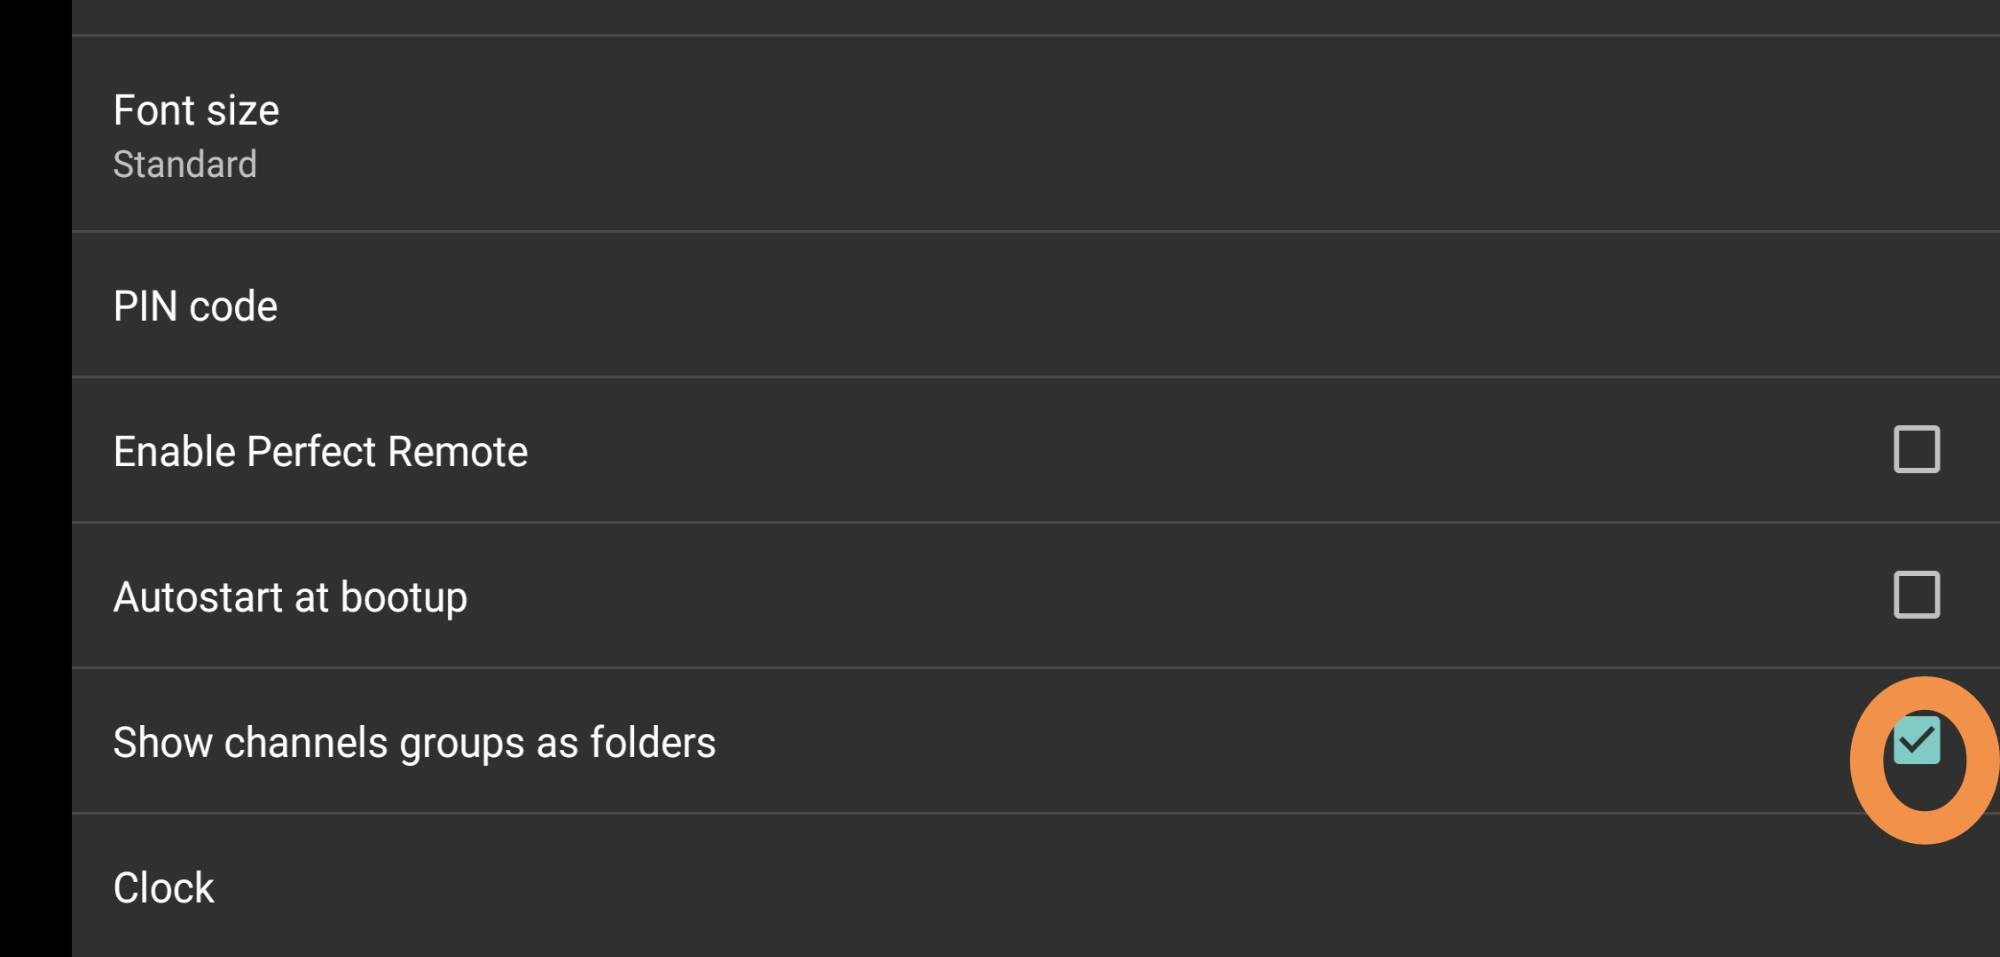 Font size
Standard
PIN code
Enable Perfect Remote
Autostart at bootup
Show channels groups as folders
Clock